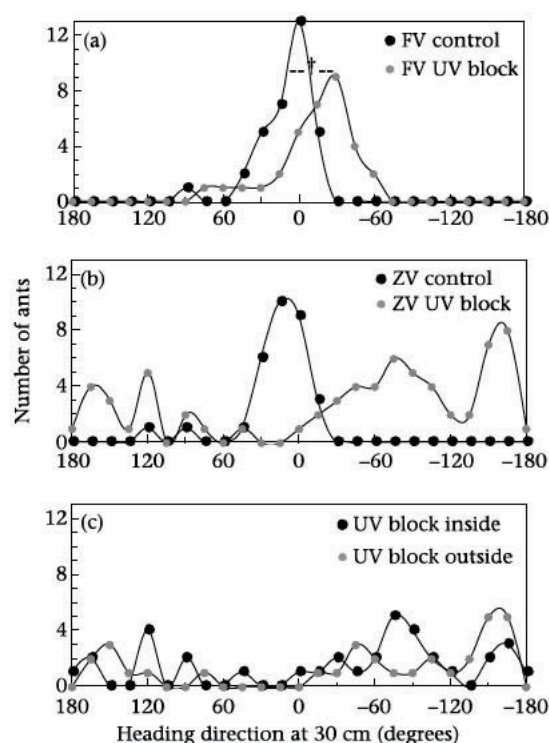 12
(a)
FV control
†
FV UV block
8
4
0
180 120 60 0 –60 –120 –180
12
(b)
ZV control
ZV UV block
8
4
0
180 120 60 0 –60 –120 –180
Number of ants
12
(c)
UV block inside
UV block outside
8
4
0
180 120 60 0 –60 –120 –180
Heading direction at 30 cm (degrees)